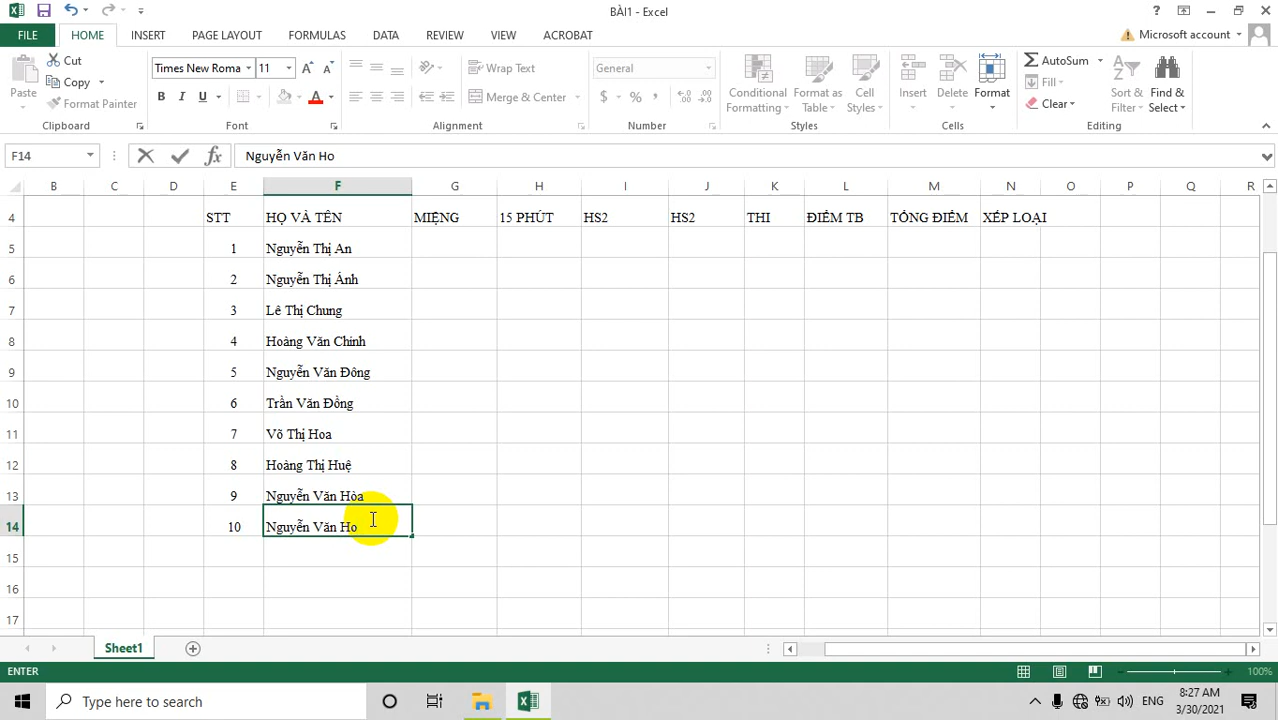 BÀI1 - Excel
?
FILE HOME INSERT PAGE LAYOUT FORMULAS DATA REVIEW VIEW ACROBAT Microsoft account
Paste Cut Copy Format Painter
Times New Roma 11 A A
B I U A
Wrap Text
Merge & Center
General
$ % ,
Conditional Formatting Format as Table Cell Styles
Insert Delete Format
AutoSum Fill Clear
Sort & Filter Find & Select
Clipboard Font Alignment Number Styles Cells Editing
F14 fx Nguyễn Văn Ho
B C D E F G H I J K L M N O P Q R
4 STT HỌ VÀ TÊN MIỆNG 15 PHÚT HS2 HS2 THI ĐIỂM TB TỔNG ĐIỂM XẾP LOẠI
5 1 Nguyễn Thị An
6 2 Nguyễn Thị Ánh
7 3 Lê Thị Chung
8 4 Hoàng Văn Chinh
9 5 Nguyễn Văn Đông
10 6 Trần Văn Đồng
11 7 Võ Thị Hoa
12 8 Hoàng Thị Huệ
13 9 Nguyễn Văn Hòa
14 10 Nguyễn Văn Ho
15
16
17
Sheet1
ENTER 100%
Type here to search ENG 8:27 AM
3/30/2021